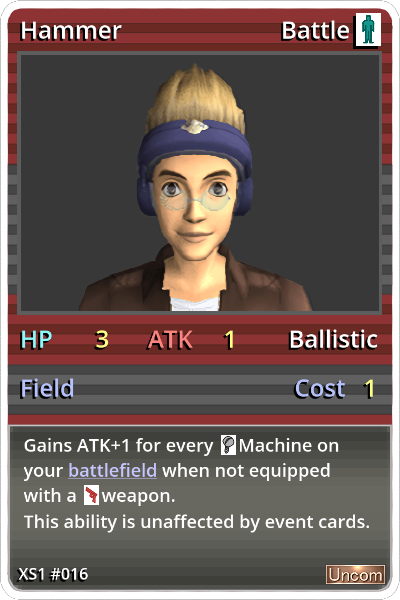 Hammer Battle
HP 3 ATK 1 Ballistic
Field Cost 1
Gains ATK+1 for every Machine on
your battlefield when not equipped
with a weapon.
This ability is unaffected by event cards.
XS1 #016 Uncom